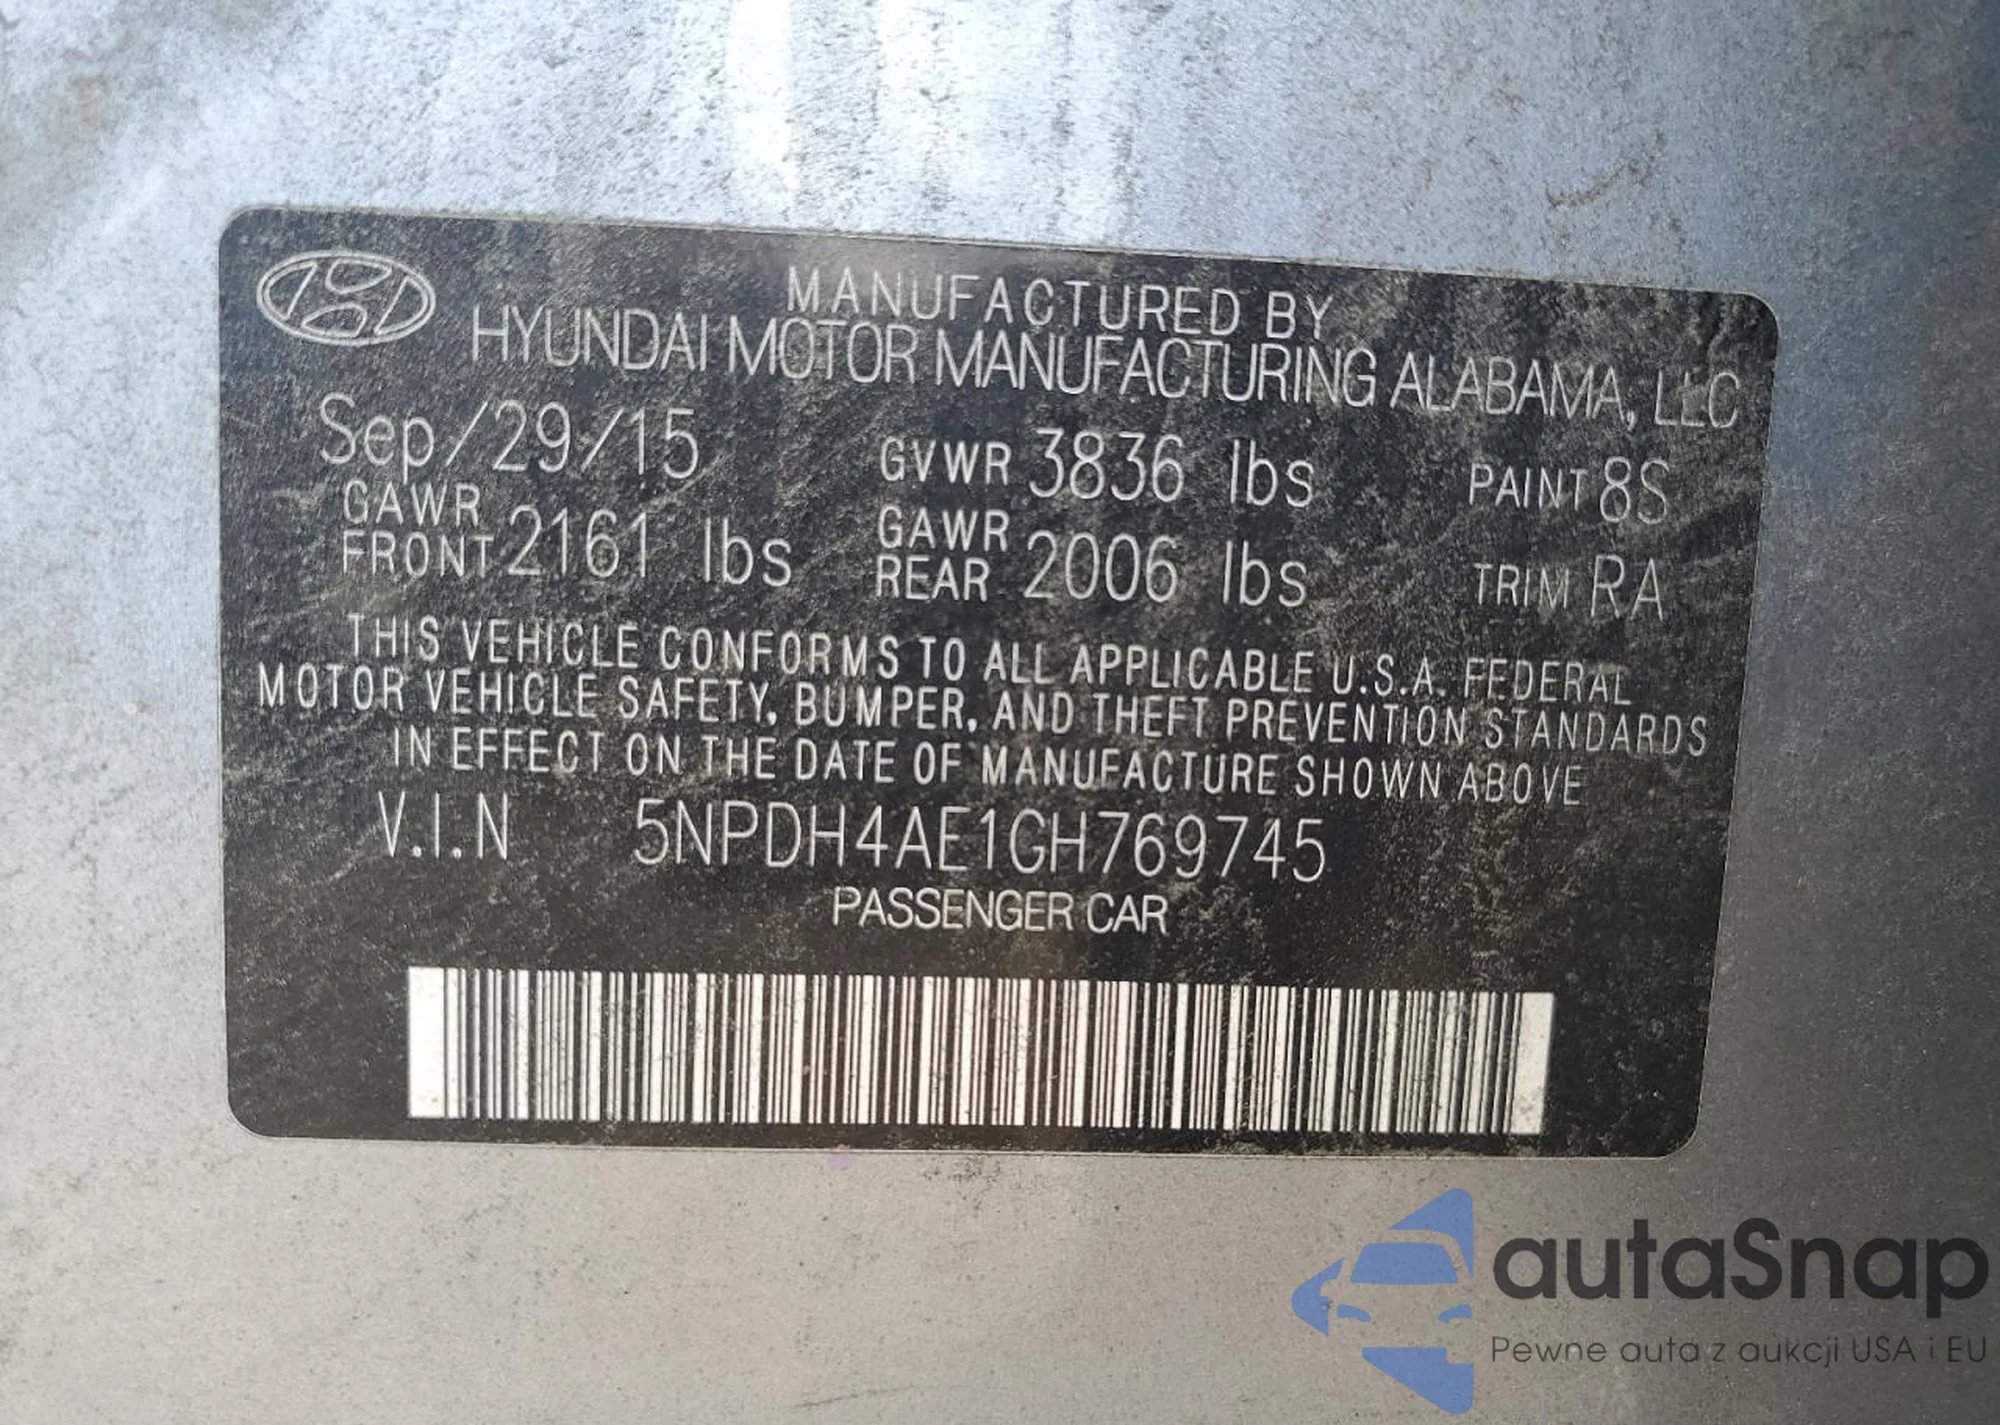 MANUFACTURED BY
HYUNDAI MOTOR MANUFACTURING ALABAMA, LLC
Sep/29/15 GVWR 3836 lbs PAINT 8S
GAWR FRONT 2161 lbs GAWR REAR 2006 lbs TRIM RA
THIS VEHICLE CONFORMS TO ALL APPLICABLE U.S.A. FEDERAL
MOTOR VEHICLE SAFETY, BUMPER, AND THEFT PREVENTION STANDARDS
IN EFFECT ON THE DATE OF MANUFACTURE SHOWN ABOVE
V.I.N 5NPDH4AE1GH769745
PASSENGER CAR
autaSnap
Pewne auta z aukcji USA i EU